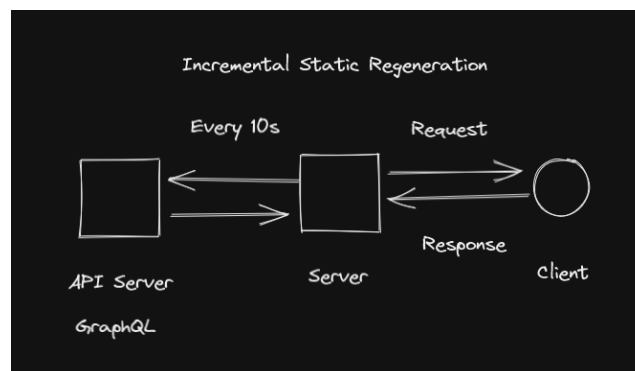 Incremental Static Regeneration
Every 10s
Request
Response
API Server
Server
Client
GraphQL